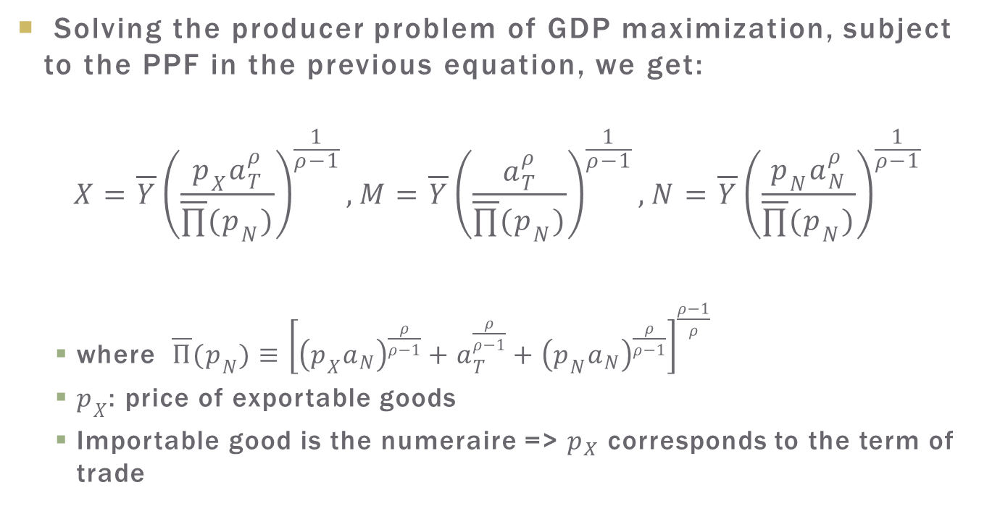 ▪ Solving the producer problem of GDP maximization, subject
to the PPF in the previous equation, we get:
$X = \overline{Y}\left(\frac{p_X a_T^{\rho}}{\overline{\prod}(p_N)}\right)^{\frac{1}{\rho-1}}, M = \overline{Y}\left(\frac{a_T^{\rho}}{\overline{\prod}(p_N)}\right)^{\frac{1}{\rho-1}}, N = \overline{Y}\left(\frac{p_N a_N^{\rho}}{\overline{\prod}(p_N)}\right)^{\frac{1}{\rho-1}}$
▪ where $\overline{\Pi}(p_N) \equiv \left[(p_X a_N)^{\frac{\rho}{\rho-1}} + a_T^{\frac{\rho}{\rho-1}} + (p_N a_N)^{\frac{\rho}{\rho-1}}\right]^{\frac{\rho-1}{\rho}}$
▪ $p_X$: price of exportable goods
▪ Importable good is the numeraire => $p_X$ corresponds to the term of
trade